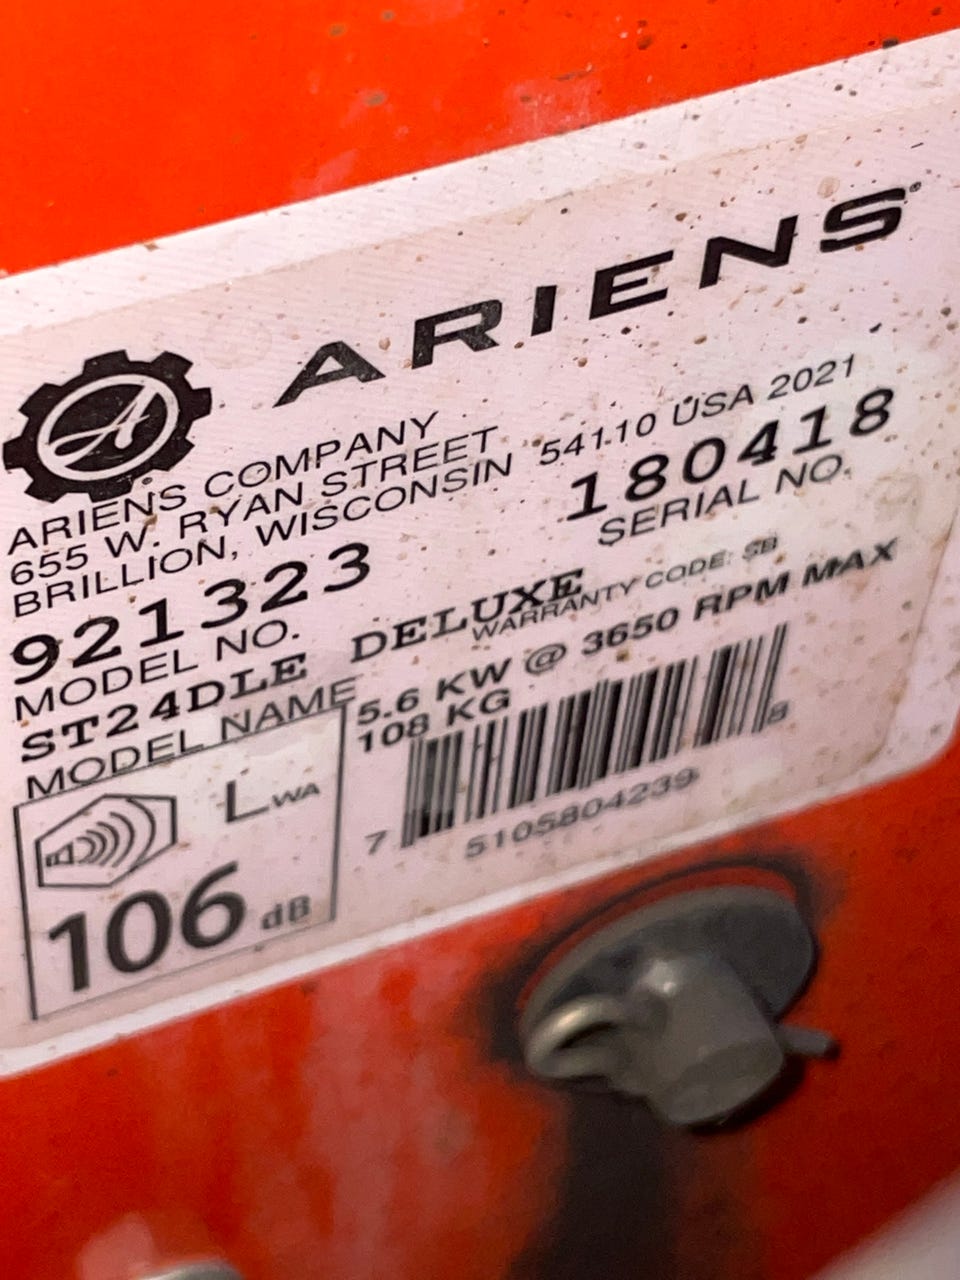 ARIENS®
ARIENS COMPANY
655 W. RYAN STREET
BRILLION, WISCONSIN 54110 USA 2021
921323
MODEL NO.
180418
SERIAL NO.
ST24DLE DELUXE
MODEL NAME
WARRANTY CODE: SB
5.6 KW @ 3650 RPM MAX
108 KG
LWA
106 dB
7 5105804239 8